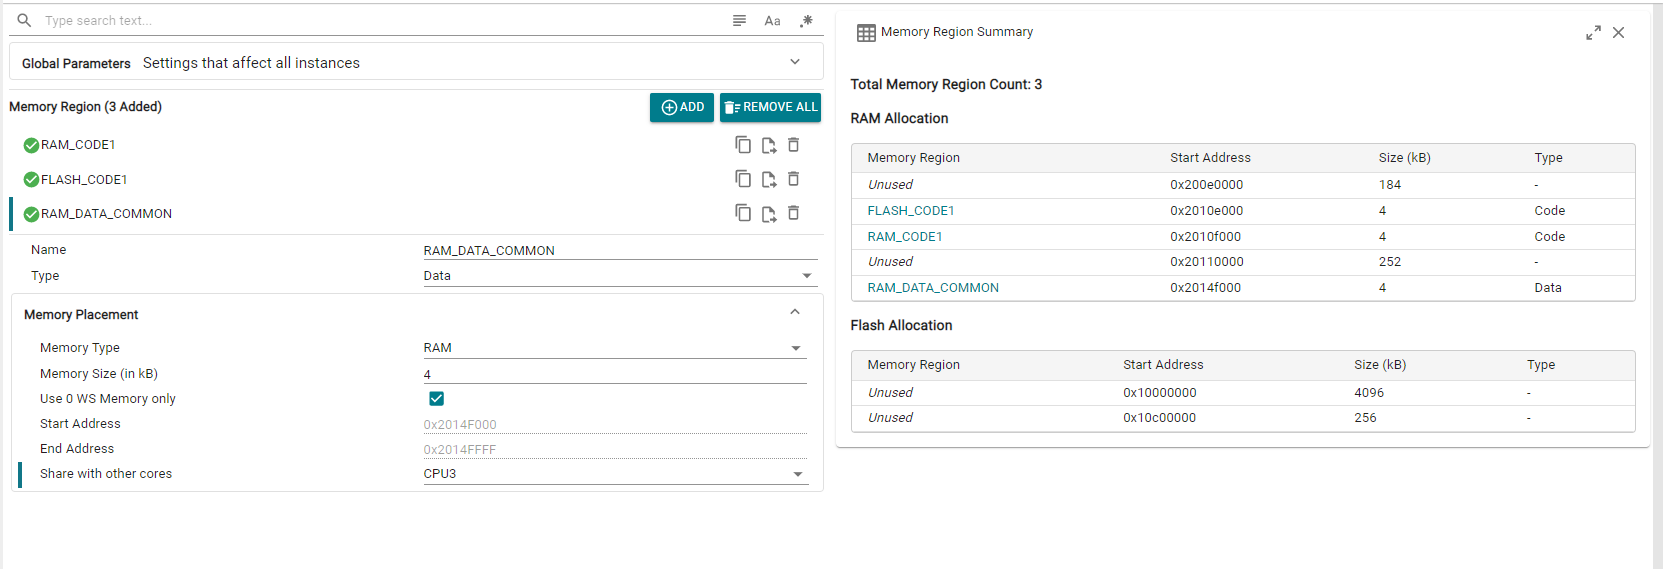 Type search text...
Aa
.*
Global Parameters Settings that affect all instances
Memory Region (3 Added)
ADD
REMOVE ALL
RAM_CODE1
FLASH_CODE1
RAM_DATA_COMMON
Name RAM_DATA_COMMON
Type Data
Memory Placement
Memory Type RAM
Memory Size (in kB) 4
Use 0 WS Memory only
Start Address 0x2014F000
End Address 0x2014FFFF
Share with other cores CPU3
Memory Region Summary
Total Memory Region Count: 3
RAM Allocation
Memory Region Start Address Size (kB) Type
Unused 0x200e0000 184 -
FLASH_CODE1 0x2010e000 4 Code
RAM_CODE1 0x2010f000 4 Code
Unused 0x20110000 252 -
RAM_DATA_COMMON 0x2014f000 4 Data
Flash Allocation
Memory Region Start Address Size (kB) Type
Unused 0x10000000 4096 -
Unused 0x10c00000 256 -